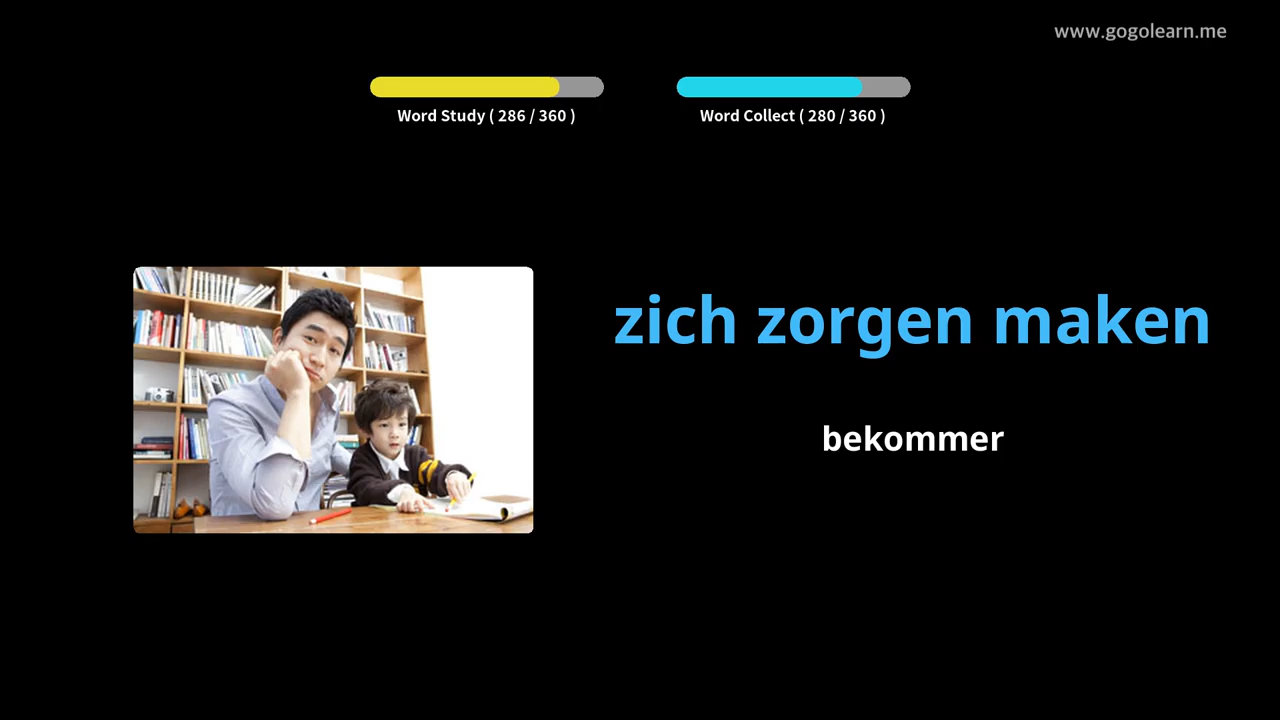 www.gogolearn.me
Word Study ( 286 / 360 )
Word Collect ( 280 / 360 )
zich zorgen maken
bekommer